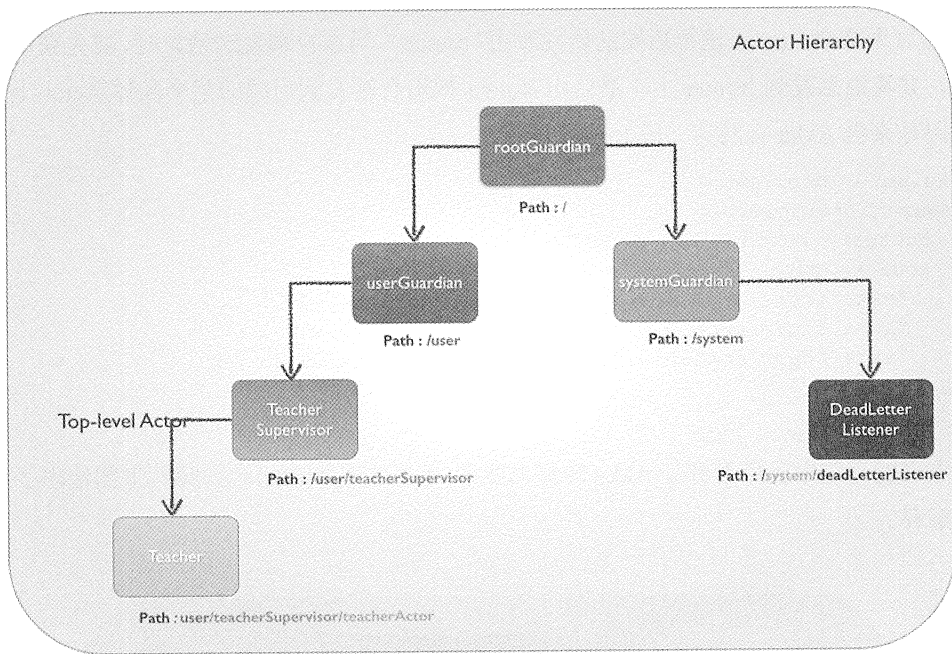 Actor Hierarchy
rootGuardian
Path : /
userGuardian
systemGuardian
Path : /user
Path : /system
Teacher
Supervisor
DeadLetter
Listener
Top-level Actor
Path : /user/teacherSupervisor
Path : /system/deadLetterListener
Teacher
Path : user/teacherSupervisor/teacherActor